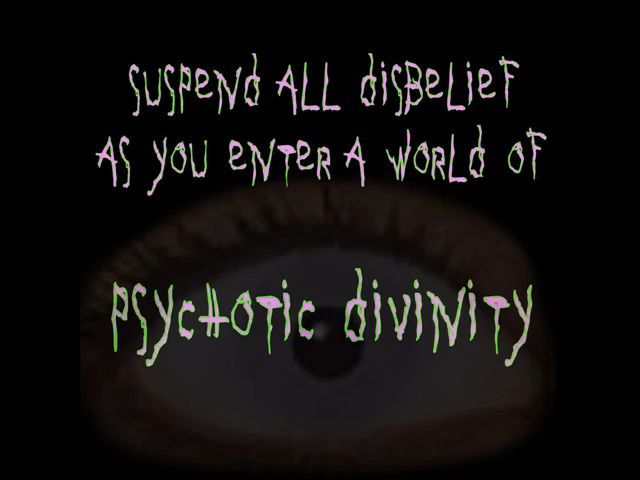 SUSPEND ALL DISBELIEF
AS YOU ENTER A WORLD OF
PSYCHOTIC DIVINITY